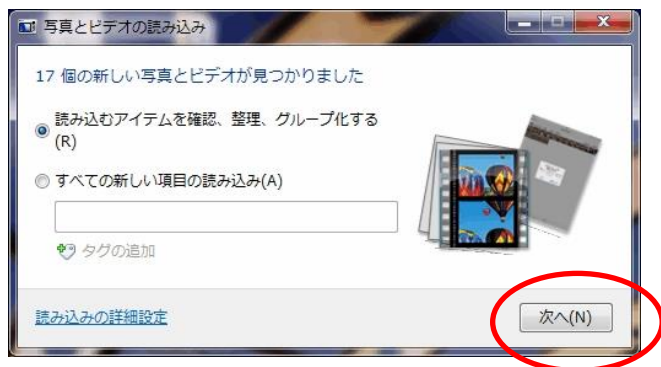 写真とビデオの読み込み
17 個の新しい写真とビデオが見つかりました
読み込むアイテムを確認、整理、グループ化する
(R)
すべての新しい項目の読み込み(A)
タグの追加
読み込みの詳細設定
次へ(N)